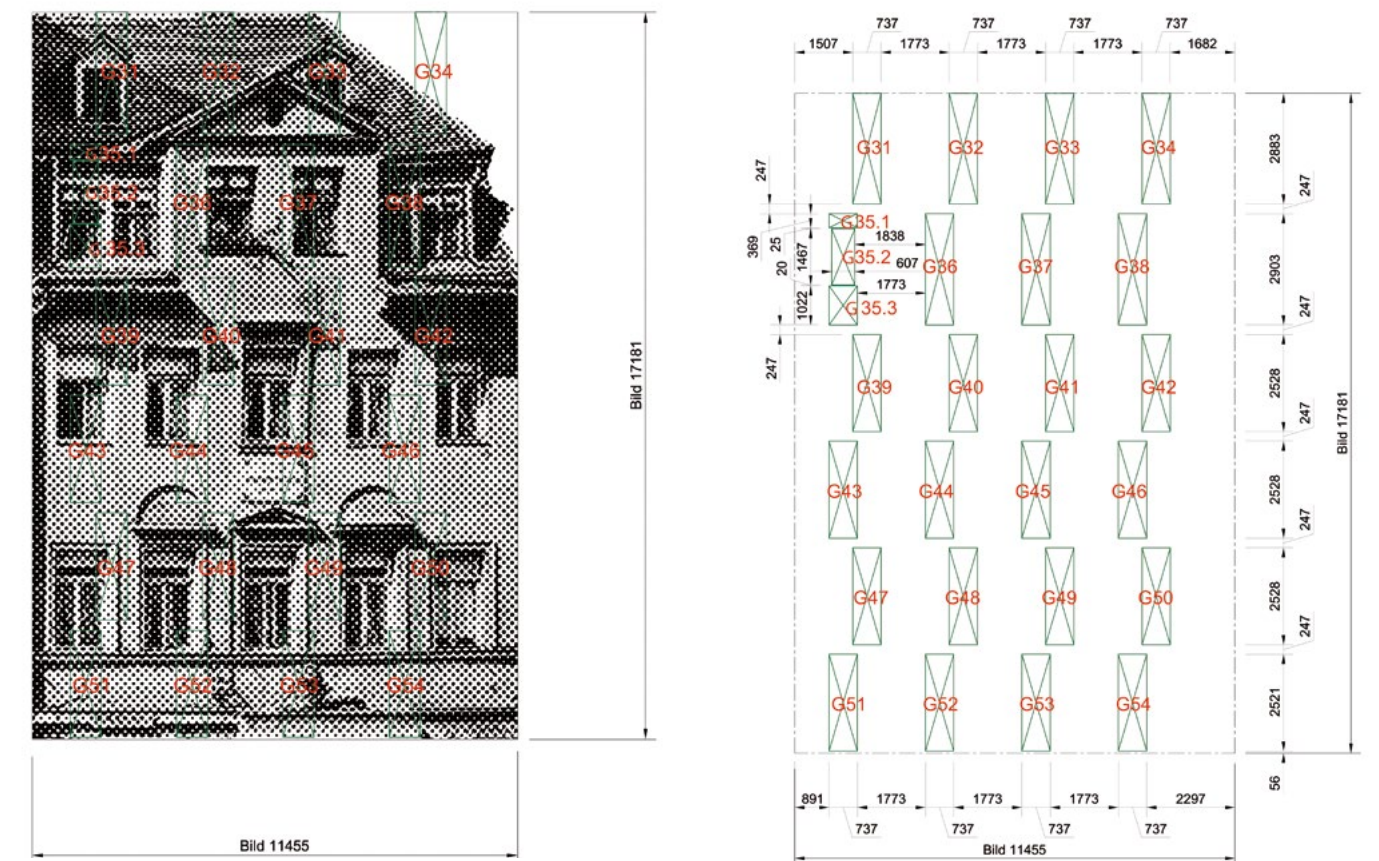 G31 G32 G33 G34
G35.1
G35.2
G36 G37 G38
G35.3
G39 G40 G41 G42
G43 G44 G45 G46
G47 G48 G49 G50
G51 G52 G53 G54
Bild 17181
Bild 11455
737 737 737 737
1507 1773 1773 1773 1682
G31 G32 G33 G34
2883
247
247
G35.1
369
25
1838
20
1467
G35.2
607
G36 G37 G38
2903
1773
1022
G35.3
247
247
G39 G40 G41 G42
2528
247
G43 G44 G45 G46
2528
247
G47 G48 G49 G50
2528
247
G51 G52 G53 G54
2521
56
Bild 17181
891 1773 1773 1773 2297
737 737 737 737
Bild 11455